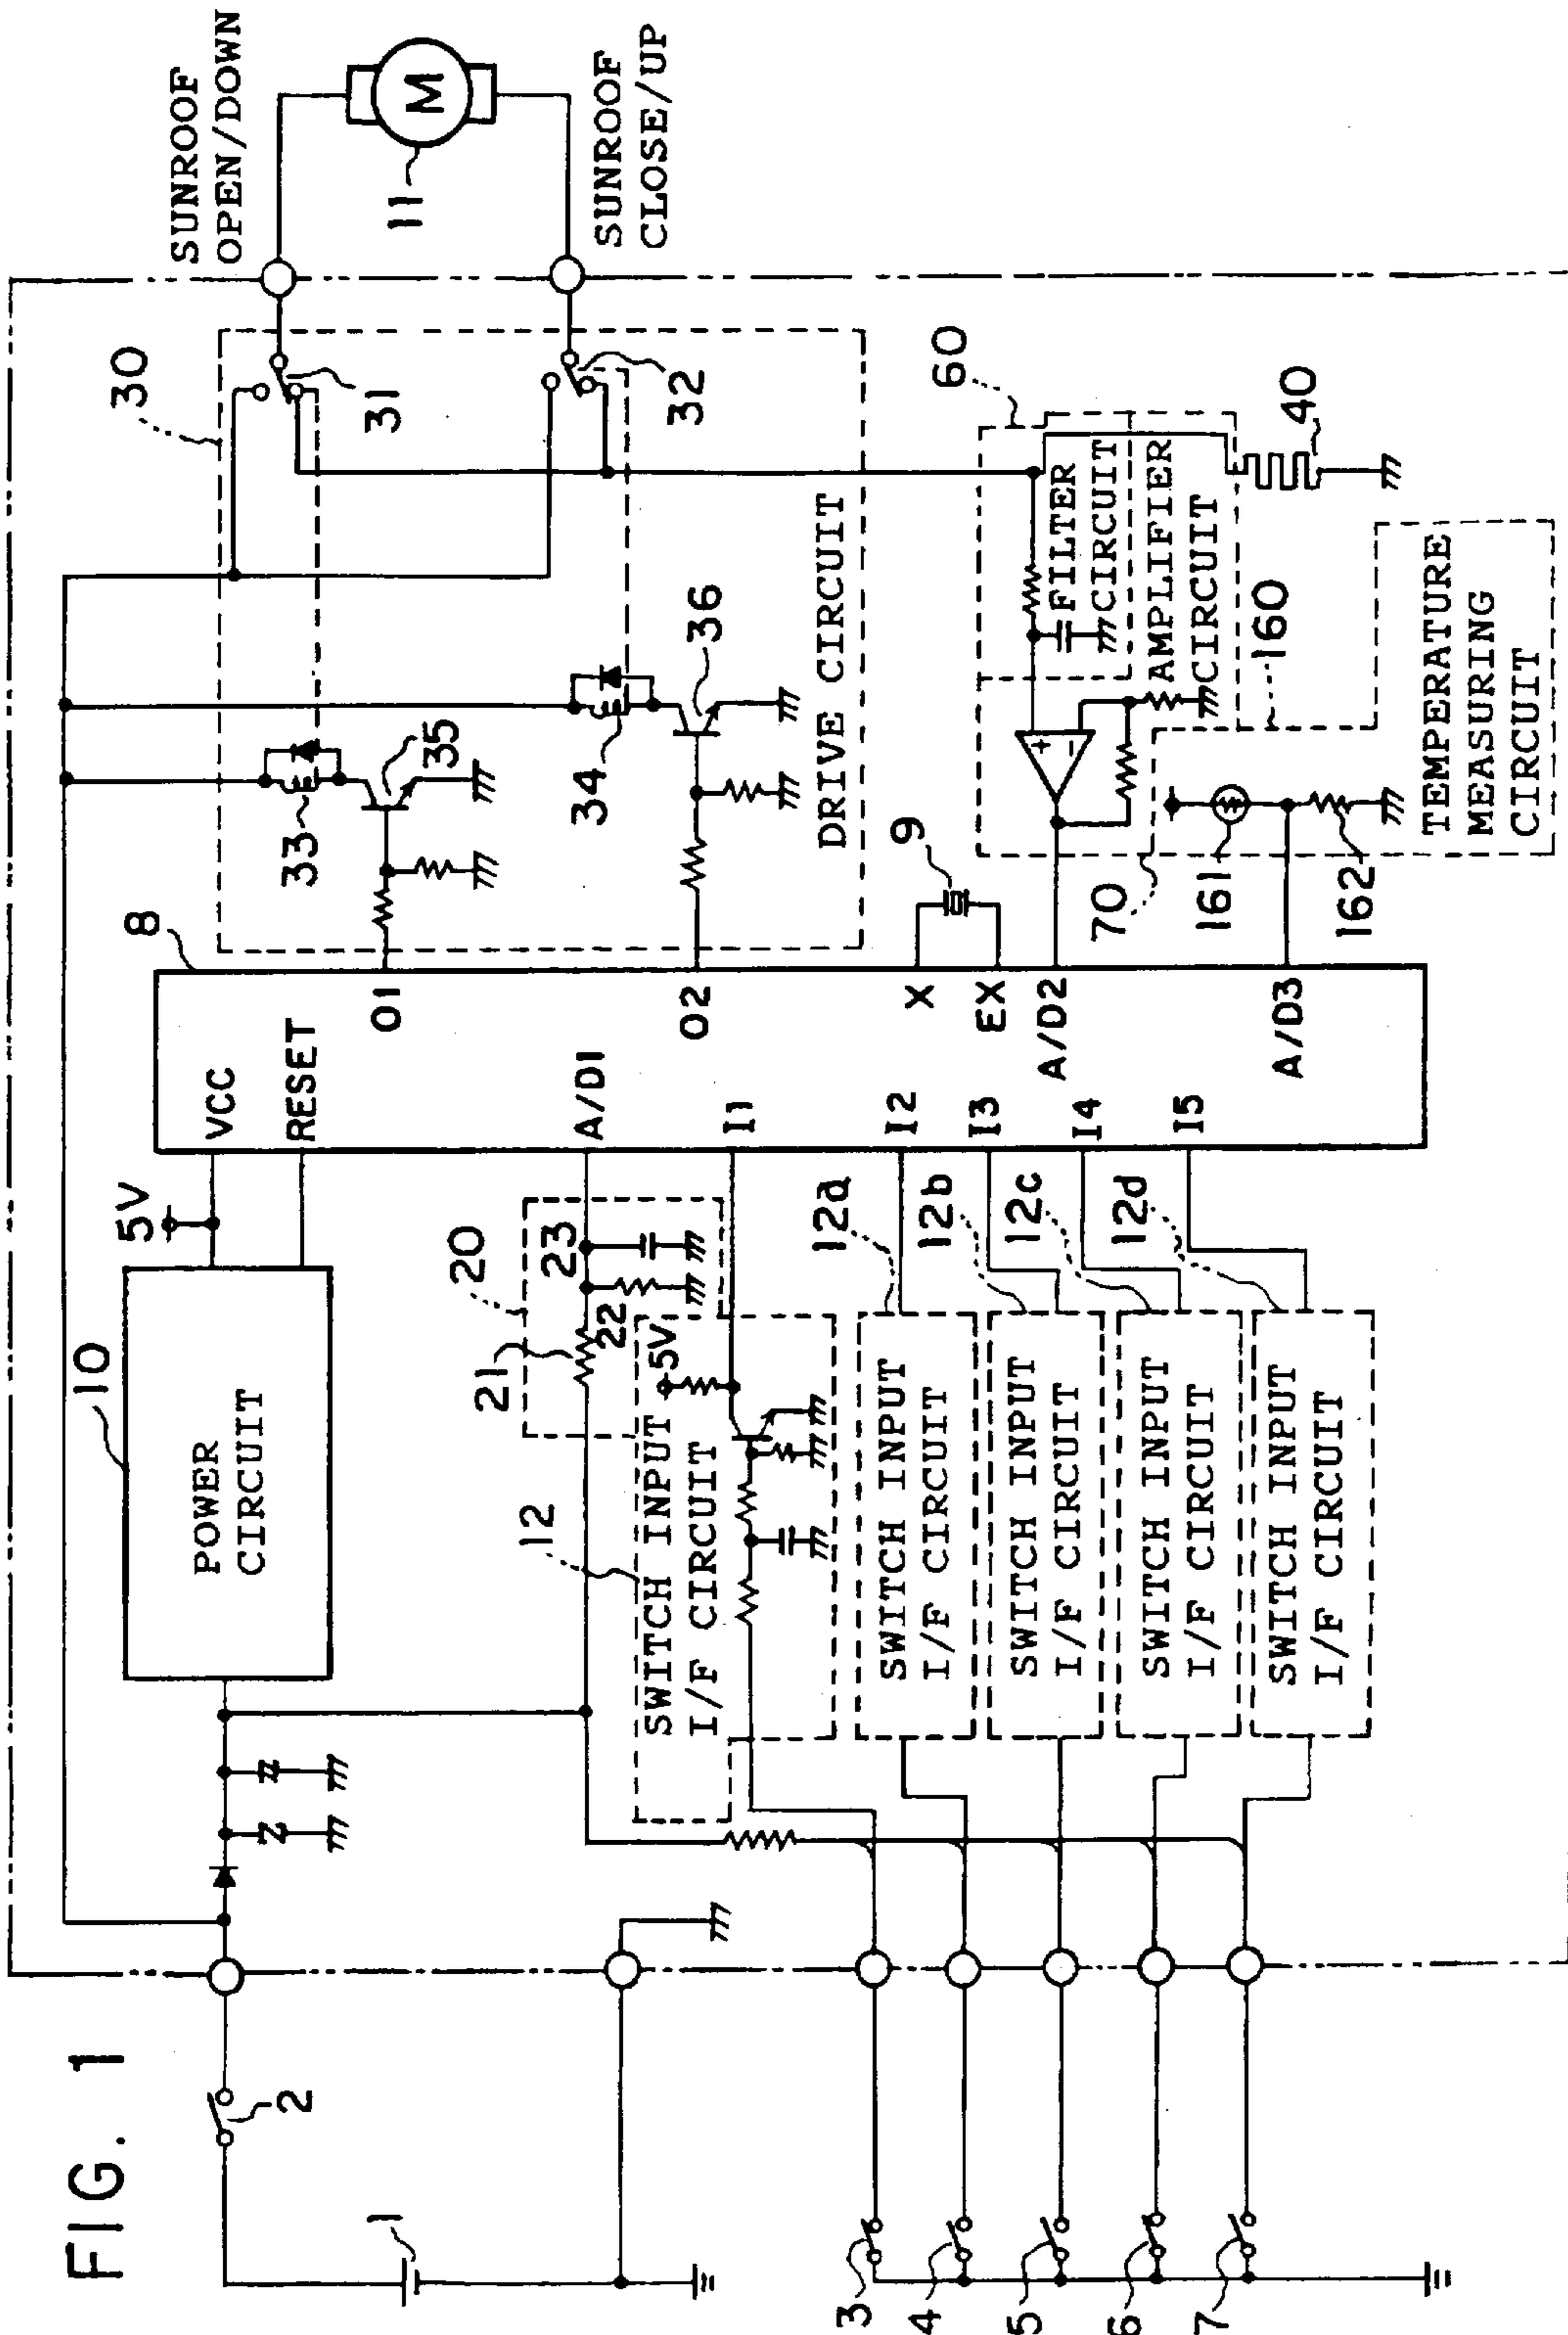 FIG. 1
1
2
3
4
5
6
7
10
POWER
CIRCUIT
5V
VCC
RESET
8
A/D1
I1
I2
I3
I4
I5
O1
O2
X
EX
A/D2
A/D3
9
20
21
22
23
12
SWITCH INPUT
I/F CIRCUIT
5V
12a
SWITCH INPUT
I/F CIRCUIT
12b
SWITCH INPUT
I/F CIRCUIT
12c
SWITCH INPUT
I/F CIRCUIT
12d
SWITCH INPUT
I/F CIRCUIT
30
31
32
33
34
35
36
DRIVE CIRCUIT
SUNROOF
OPEN/DOWN
M
11
SUNROOF
CLOSE/UP
60
FILTER
CIRCUIT
AMPLIFIER
CIRCUIT
+
-
70
40
160
161
162
TEMPERATURE
MEASURING
CIRCUIT